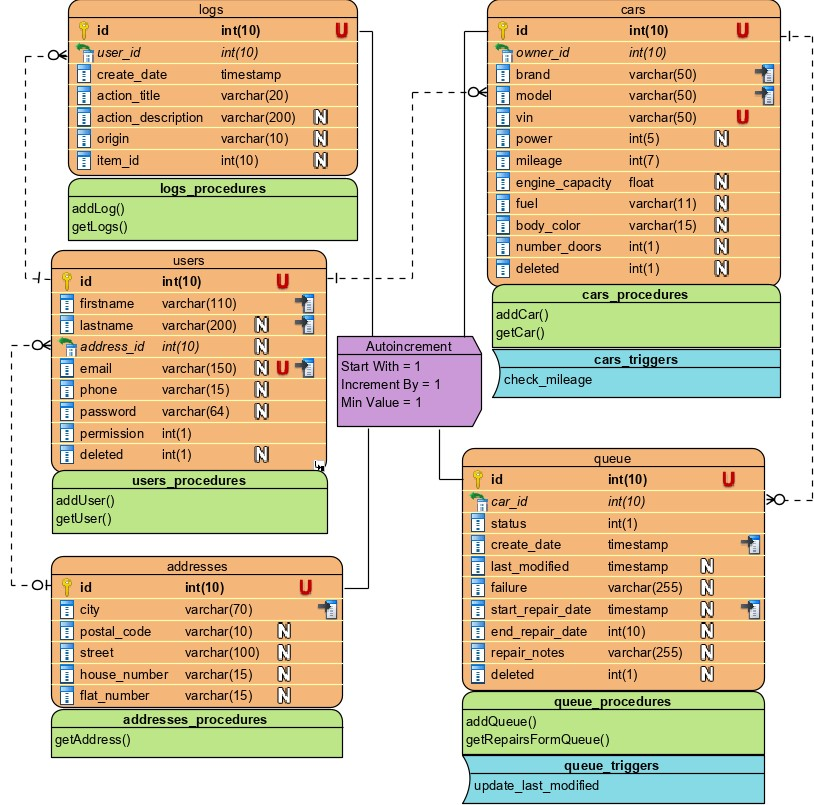 logs
id int(10) U
user_id int(10)
create_date timestamp
action_title varchar(20)
action_description varchar(200) N
origin varchar(10) N
item_id int(10) N
logs_procedures
addLog()
getLogs()
users
id int(10) U
firstname varchar(110)
lastname varchar(200) N
address_id int(10) N
email varchar(150) N U
phone varchar(15) N
password varchar(64) N
permission int(1)
deleted int(1) N
users_procedures
addUser()
getUser()
addresses
id int(10) U
city varchar(70)
postal_code varchar(10) N
street varchar(100) N
house_number varchar(15) N
flat_number varchar(15) N
addresses_procedures
getAddress()
Autoincrement
Start With = 1
Increment By = 1
Min Value = 1
cars
id int(10) U
owner_id int(10)
brand varchar(50)
model varchar(50)
vin varchar(50) U
power int(5) N
mileage int(7)
engine_capacity float N
fuel varchar(11) N
body_color varchar(15) N
number_doors int(1) N
deleted int(1) N
cars_procedures
addCar()
getCar()
cars_triggers
check_mileage
queue
id int(10) U
car_id int(10)
status int(1)
create_date timestamp
last_modified timestamp N
failure varchar(255) N
start_repair_date timestamp N
end_repair_date int(10) N
repair_notes varchar(255) N
deleted int(1) N
queue_procedures
addQueue()
getRepairsFormQueue()
queue_triggers
update_last_modified